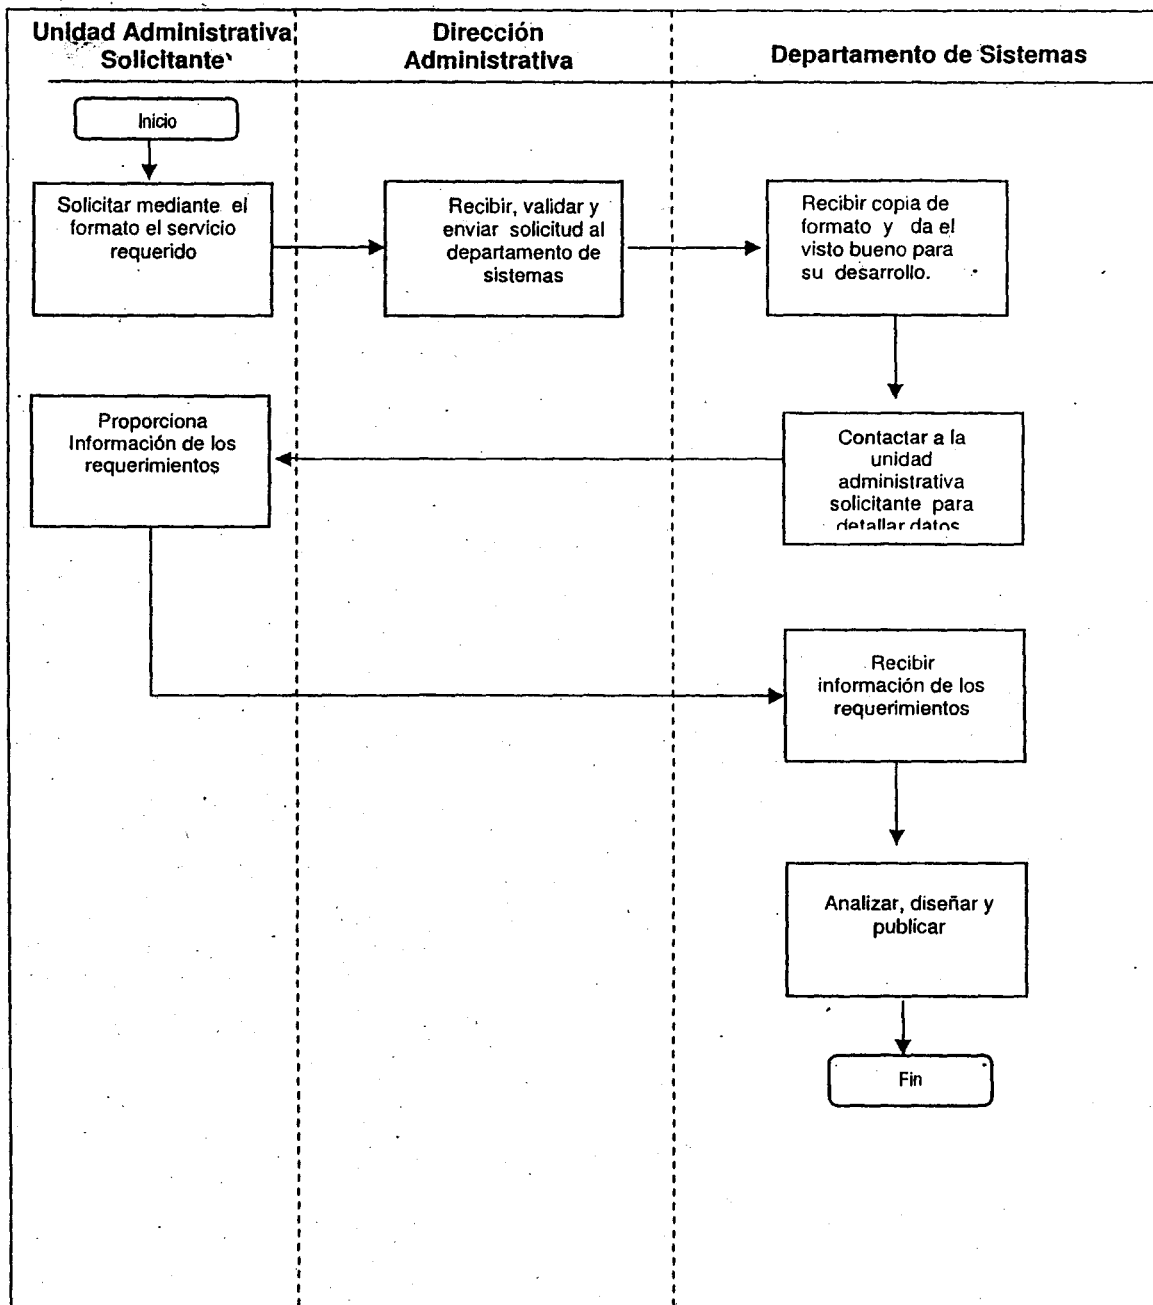 Unidad Administrativa
Solicitante
Dirección
Administrativa
Departamento de Sistemas
Inicio
Solicitar mediante el
formato el servicio
requerido
Recibir, validar y
enviar solicitud al
departamento de
sistemas
Recibir copia de
formato y da el
visto bueno para
su desarrollo.
Proporciona
Información de los
requerimientos
Contactar a la
unidad
administrativa
solicitante para
detallar datos
Recibir
información de los
requerimientos
Analizar, diseñar y
publicar
Fin